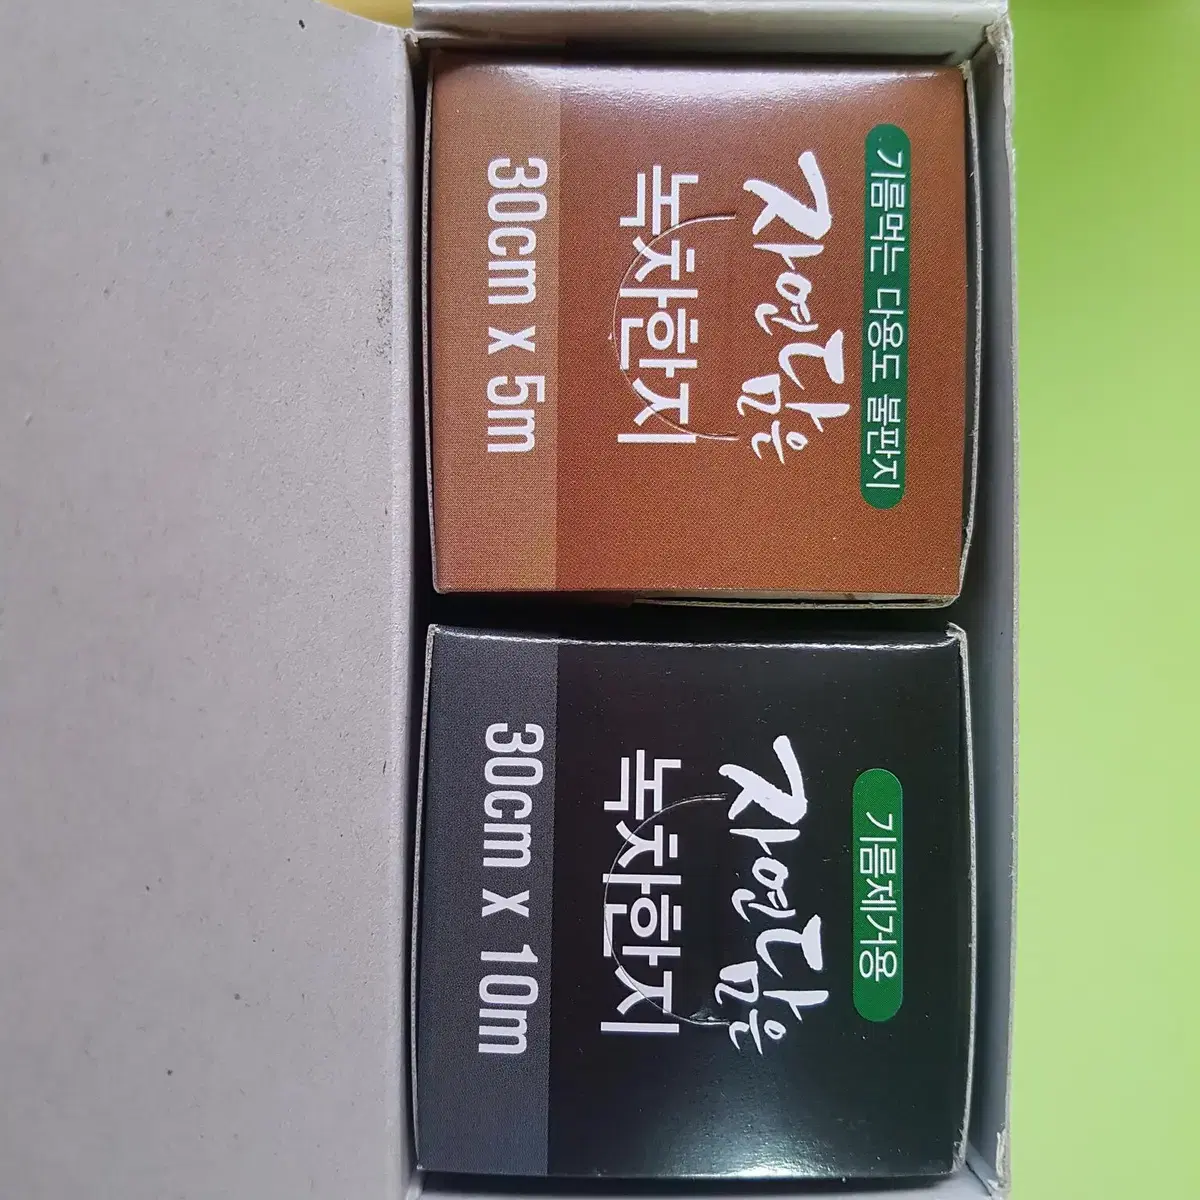 기름먹는 다용도 불판지
자연담은
녹차한지
30cm x 5m
기름제거용
자연담은
녹차한지
30cm x 10m